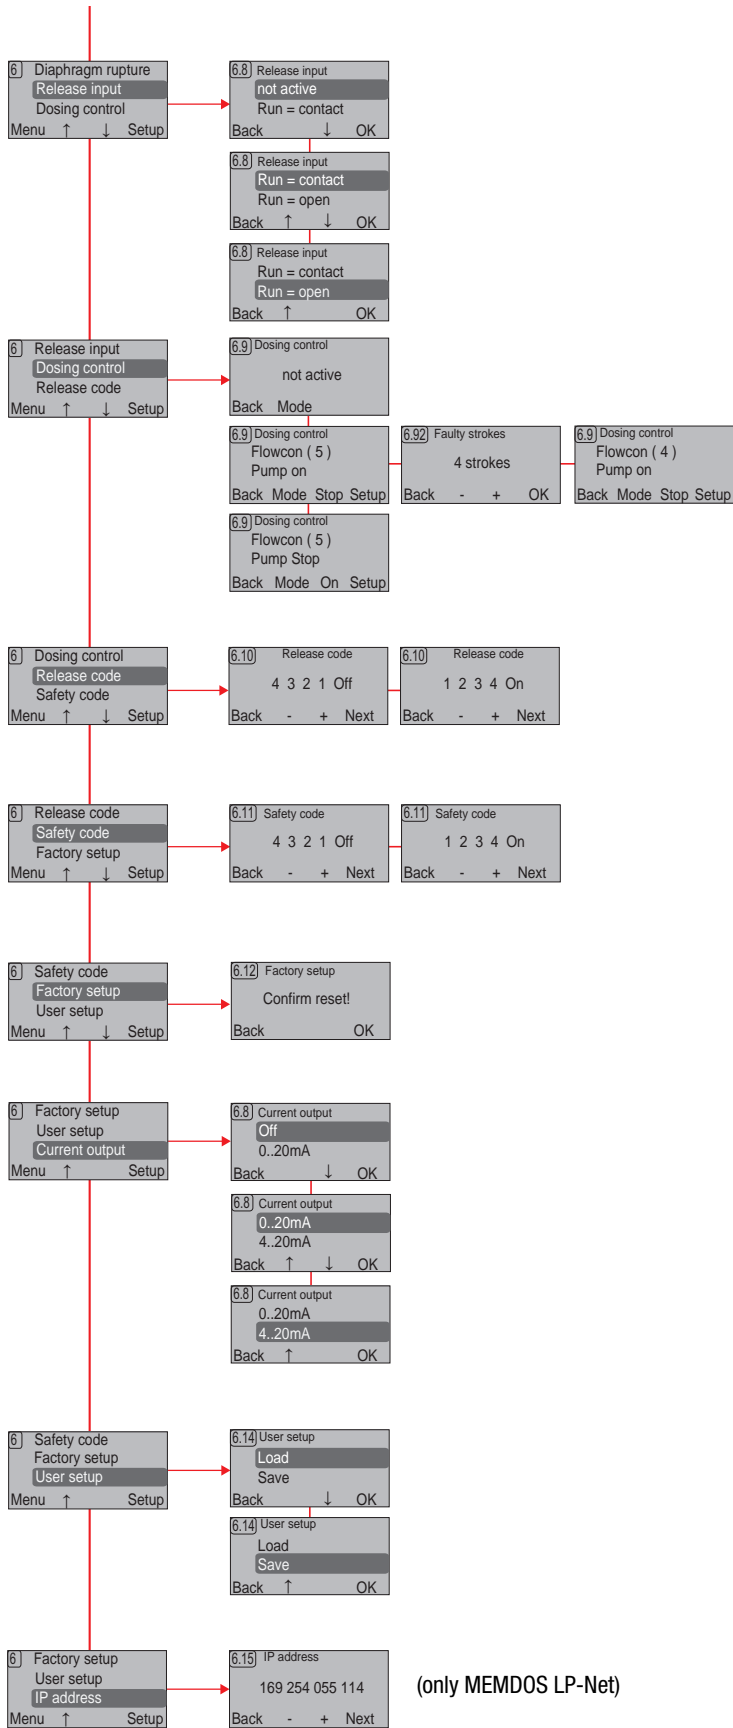 6 Diaphragm rupture
Release input
Dosing control
Menu ↑ ↓ Setup
6.8 Release input
not active
Run = contact
Back ↓ OK
6.8 Release input
Run = contact
Run = open
Back ↑ ↓ OK
6.8 Release input
Run = contact
Run = open
Back ↑ OK
6 Release input
Dosing control
Release code
Menu ↑ ↓ Setup
6.9 Dosing control
not active
Back Mode
6.9 Dosing control
Flowcon ( 5 )
Pump on
Back Mode Stop Setup
6.92 Faulty strokes
4 strokes
Back - + OK
6.9 Dosing control
Flowcon ( 4 )
Pump on
Back Mode Stop Setup
6.9 Dosing control
Flowcon ( 5 )
Pump Stop
Back Mode On Setup
6 Dosing control
Release code
Safety code
Menu ↑ ↓ Setup
6.10 Release code
4 3 2 1 Off
Back - + Next
6.10 Release code
1 2 3 4 On
Back - + Next
6 Release code
Safety code
Factory setup
Menu ↑ ↓ Setup
6.11 Safety code
4 3 2 1 Off
Back - + Next
6.11 Safety code
1 2 3 4 On
Back - + Next
6 Safety code
Factory setup
User setup
Menu ↑ ↓ Setup
6.12 Factory setup
Confirm reset!
Back OK
6 Factory setup
User setup
Current output
Menu ↑ Setup
6.8 Current output
Off
0..20mA
Back ↓ OK
6.8 Current output
0..20mA
4..20mA
Back ↑ ↓ OK
6.8 Current output
0..20mA
4..20mA
Back ↑ OK
6 Safety code
Factory setup
User setup
Menu ↑ Setup
6.14 User setup
Load
Save
Back ↓ OK
6.14 User setup
Load
Save
Back ↑ OK
6 Factory setup
User setup
IP address
Menu ↑ Setup
6.15 IP address
169 254 055 114
Back - + Next
(only MEMDOS LP-Net)